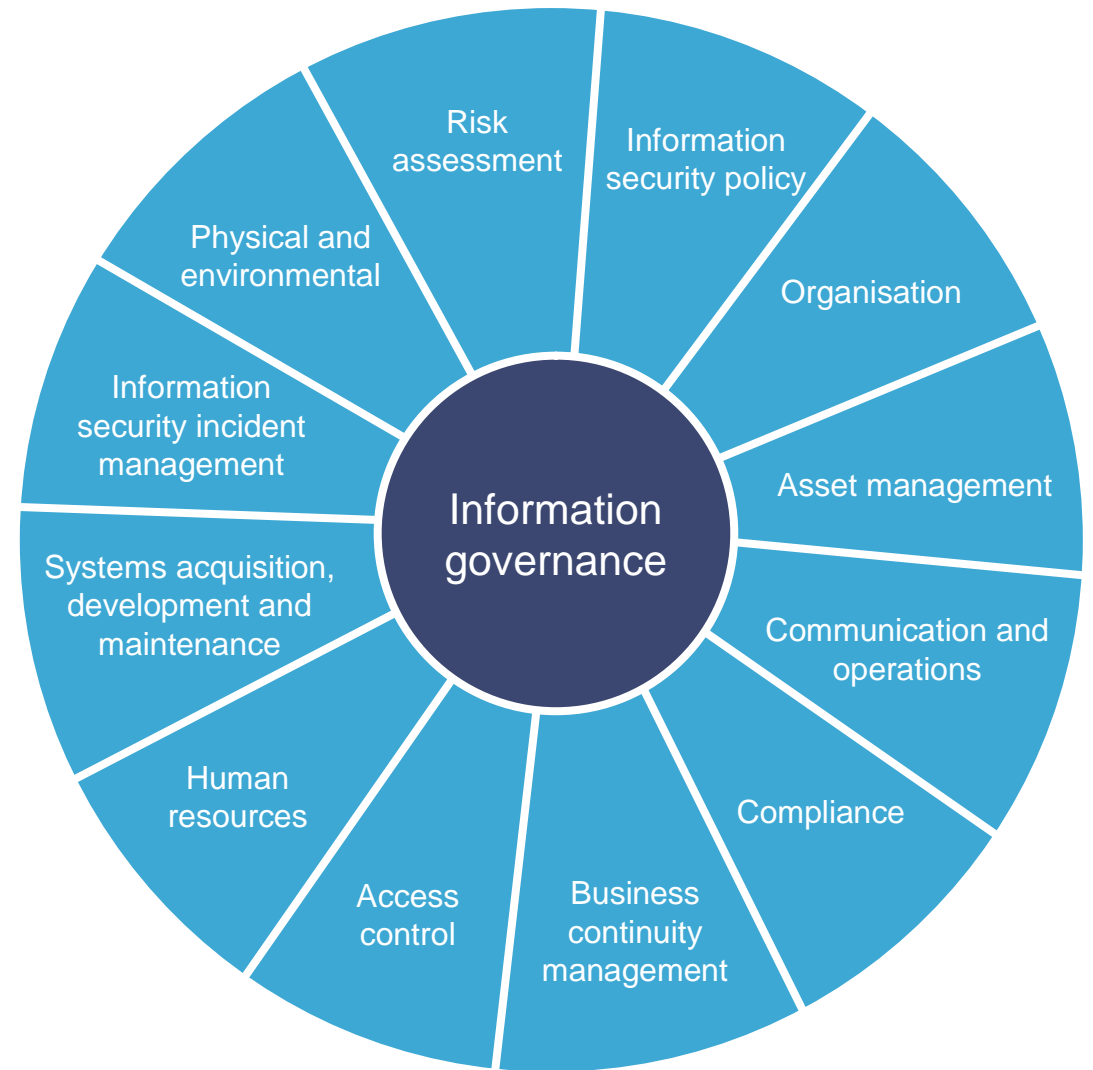 Risk
assessment
Information
security policy
Organisation
Asset management
Communication and
operations
Compliance
Business
continuity
management
Access
control
Human
resources
Systems acquisition,
development and
maintenance
Information
security incident
management
Physical and
environmental
Information
governance